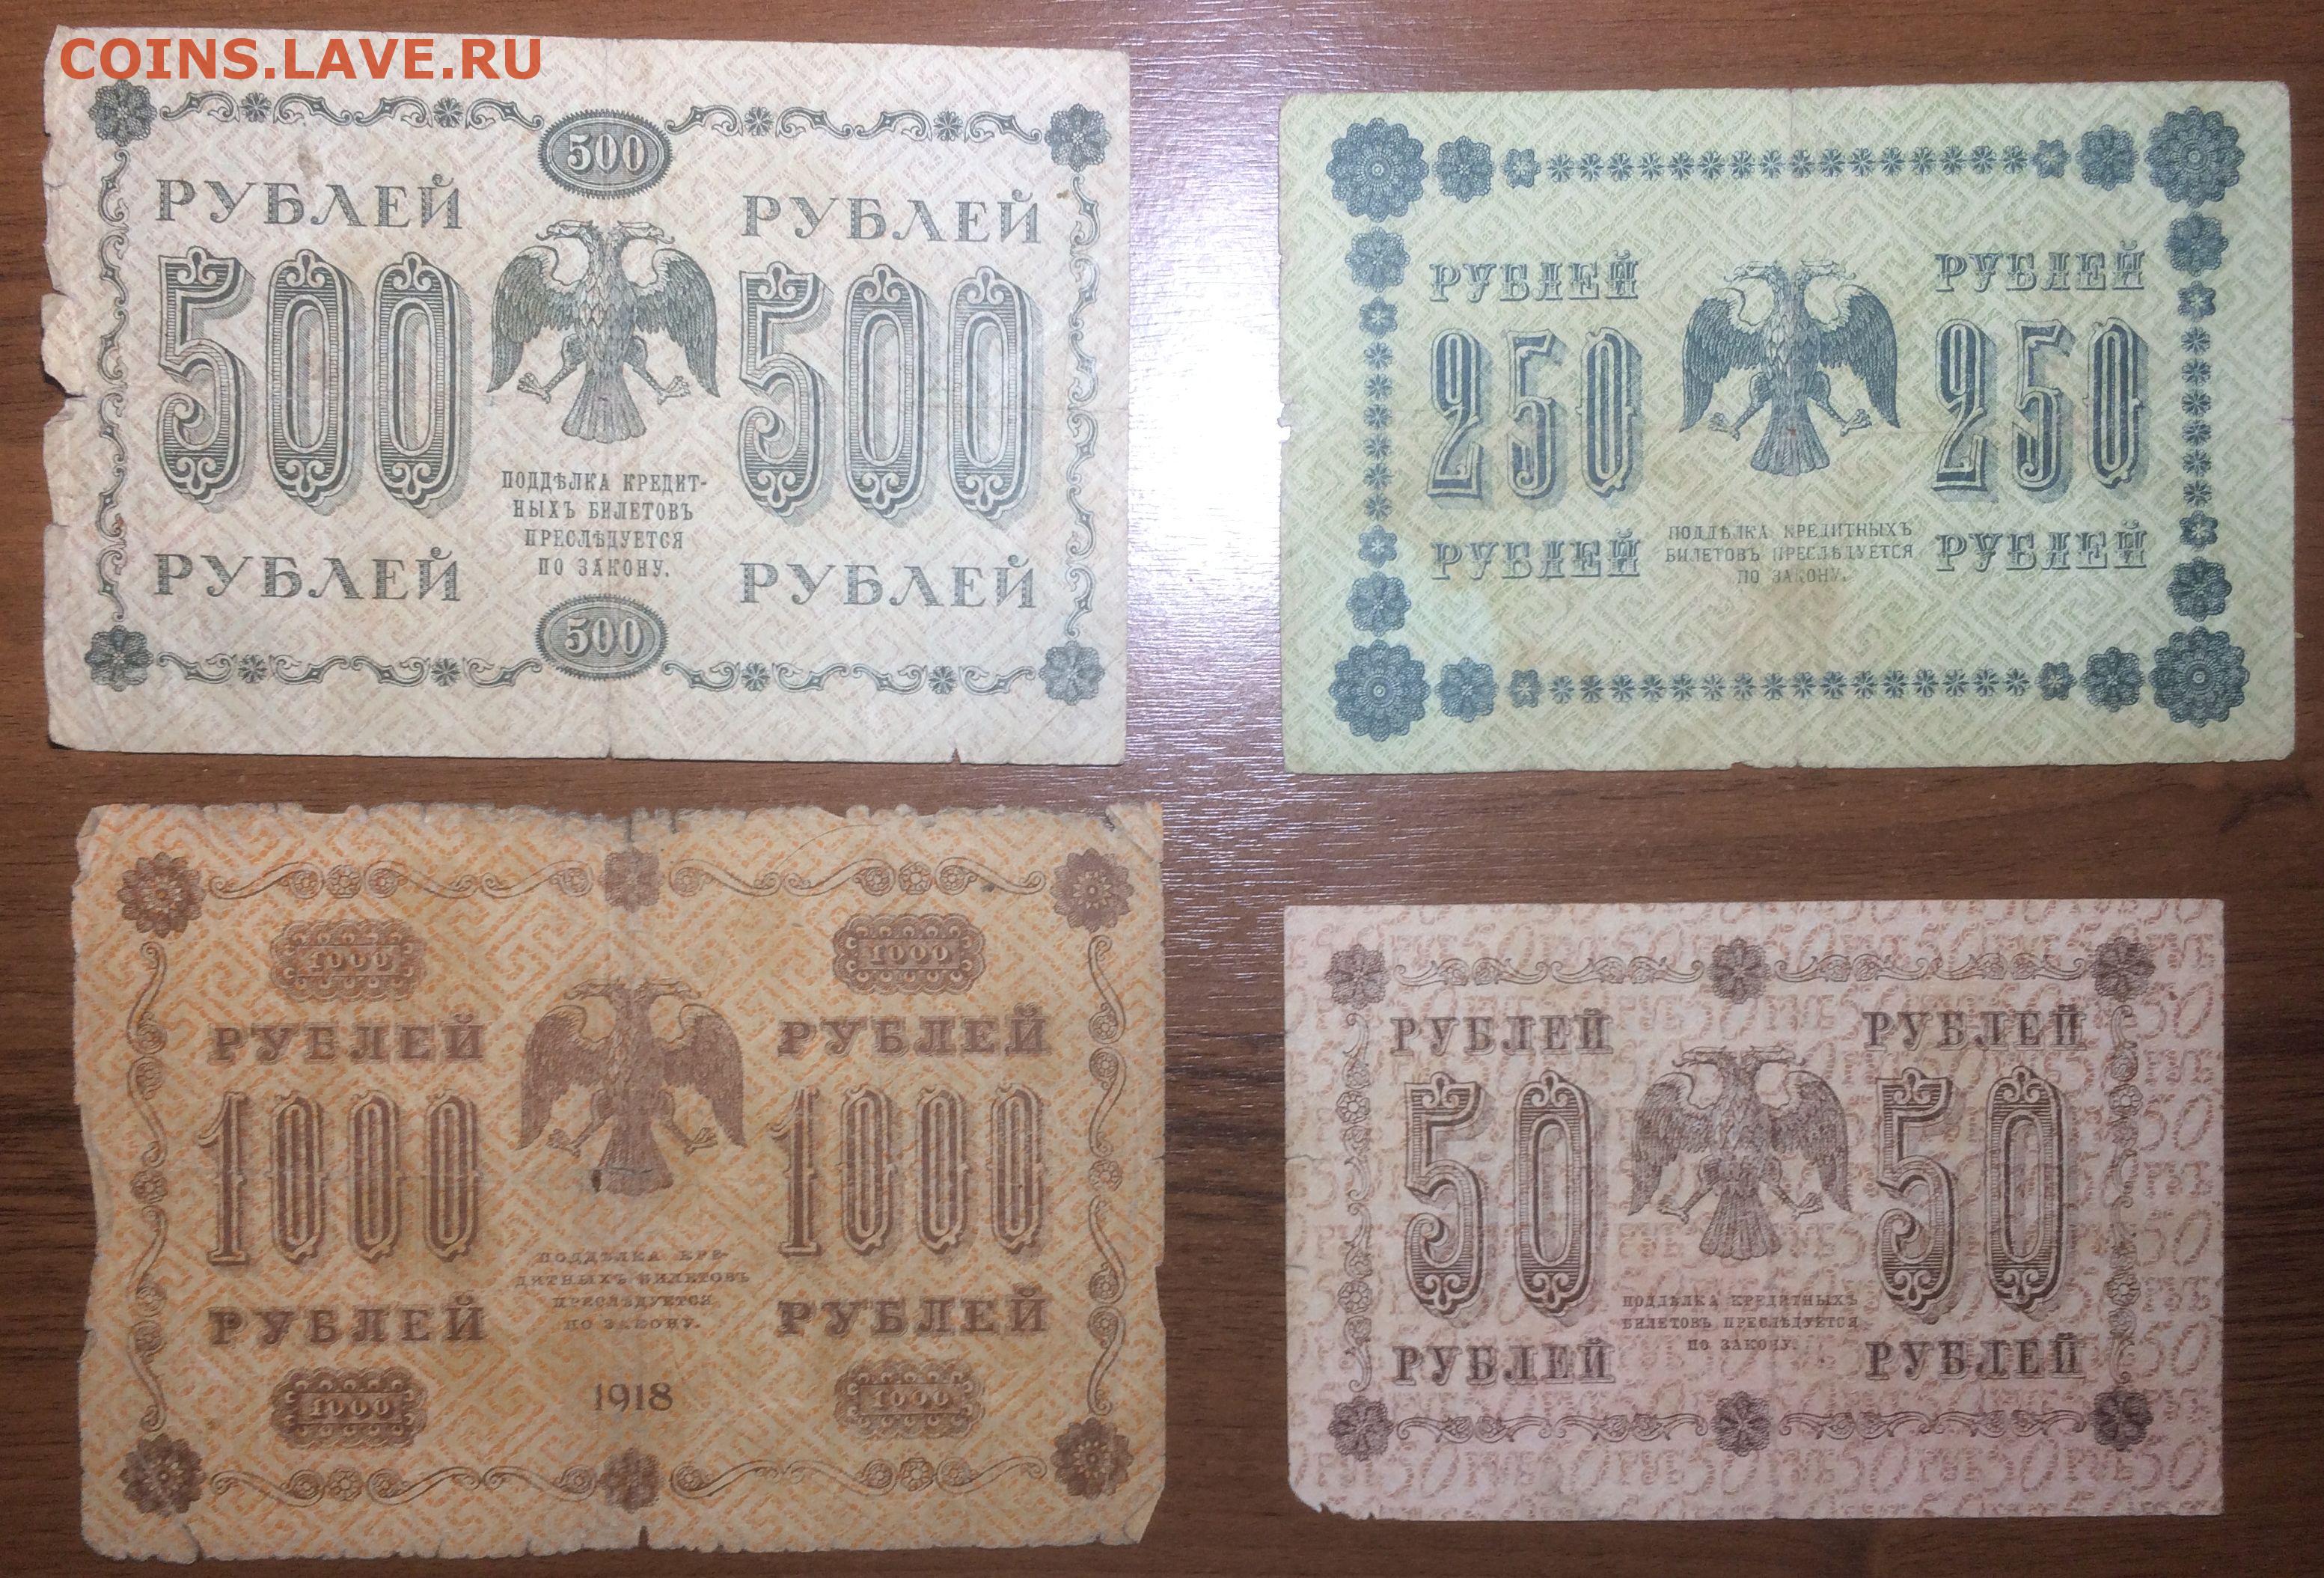 COINS.LAVE.RU
500
РУБЛЕЙ РУБЛЕЙ
500 500
ПОДДѢЛКА КРЕДИТ-
НЫХЪ БИЛЕТОВЪ
ПРЕСЛѢДУЕТСЯ
ПО ЗАКОНУ.
РУБЛЕЙ РУБЛЕЙ
500
РУБЛЕЙ РУБЛЕЙ
250 250
ПОДДѢЛКА КРЕДИТНЫХЪ
БИЛЕТОВЪ ПРЕСЛѢДУЕТСЯ
ПО ЗАКОНУ.
РУБЛЕЙ РУБЛЕЙ
1000 1000
РУБЛЕЙ РУБЛЕЙ
1000 1000
ПОДДѢЛКА КРЕ-
ДИТНЫХЪ БИЛЕТОВЪ
ПРЕСЛѢДУЕТСЯ
ПО ЗАКОНУ.
РУБЛЕЙ РУБЛЕЙ
1000 1918 1000
РУБЛЕЙ РУБЛЕЙ
50 50
ПОДДѢЛКА КРЕДИТНЫХЪ
БИЛЕТОВЪ ПРЕСЛѢДУЕТСЯ
ПО ЗАКОНУ.
РУБЛЕЙ РУБЛЕЙ